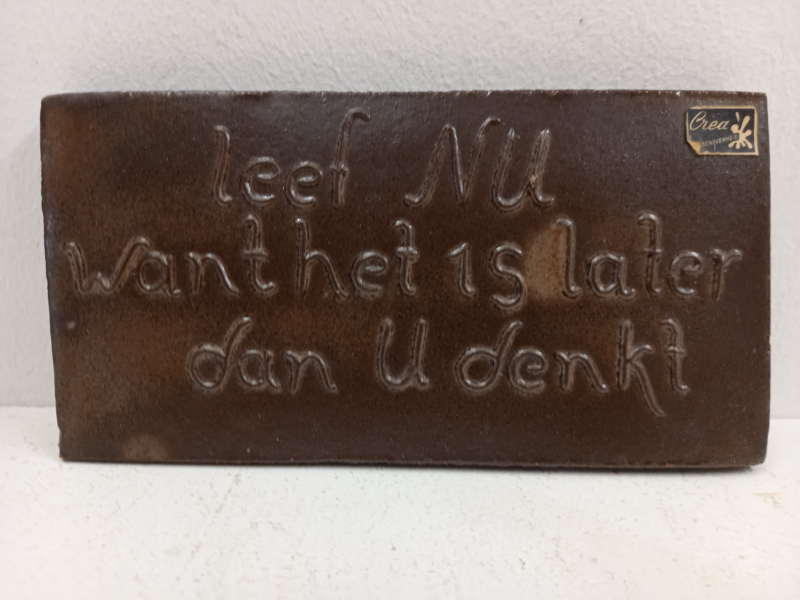 leef NU
want het is later
dan U denkt
Crea